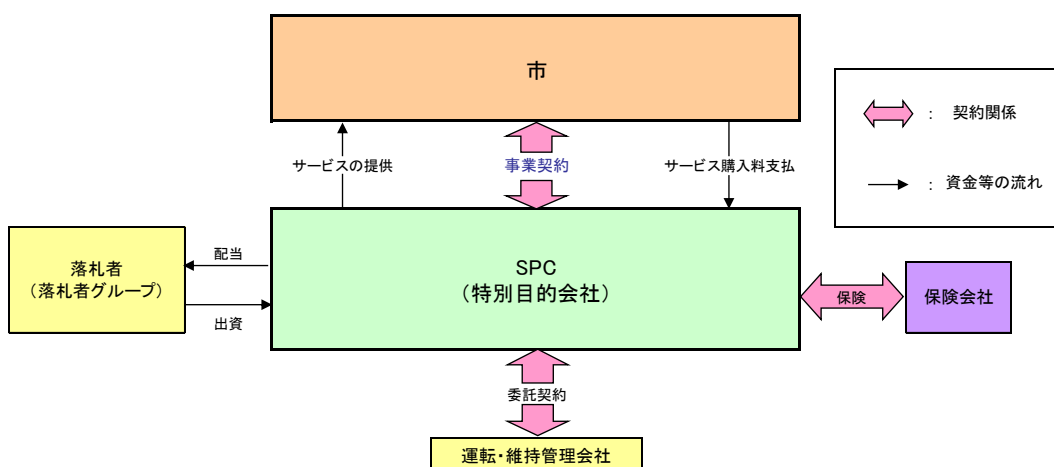 市
： 契約関係
： 資金等の流れ
サービスの提供
事業契約
サービス購入料支払
落札者
（落札者グループ）
配当
出資
SPC
（特別目的会社）
保険
保険会社
委託契約
運転・維持管理会社